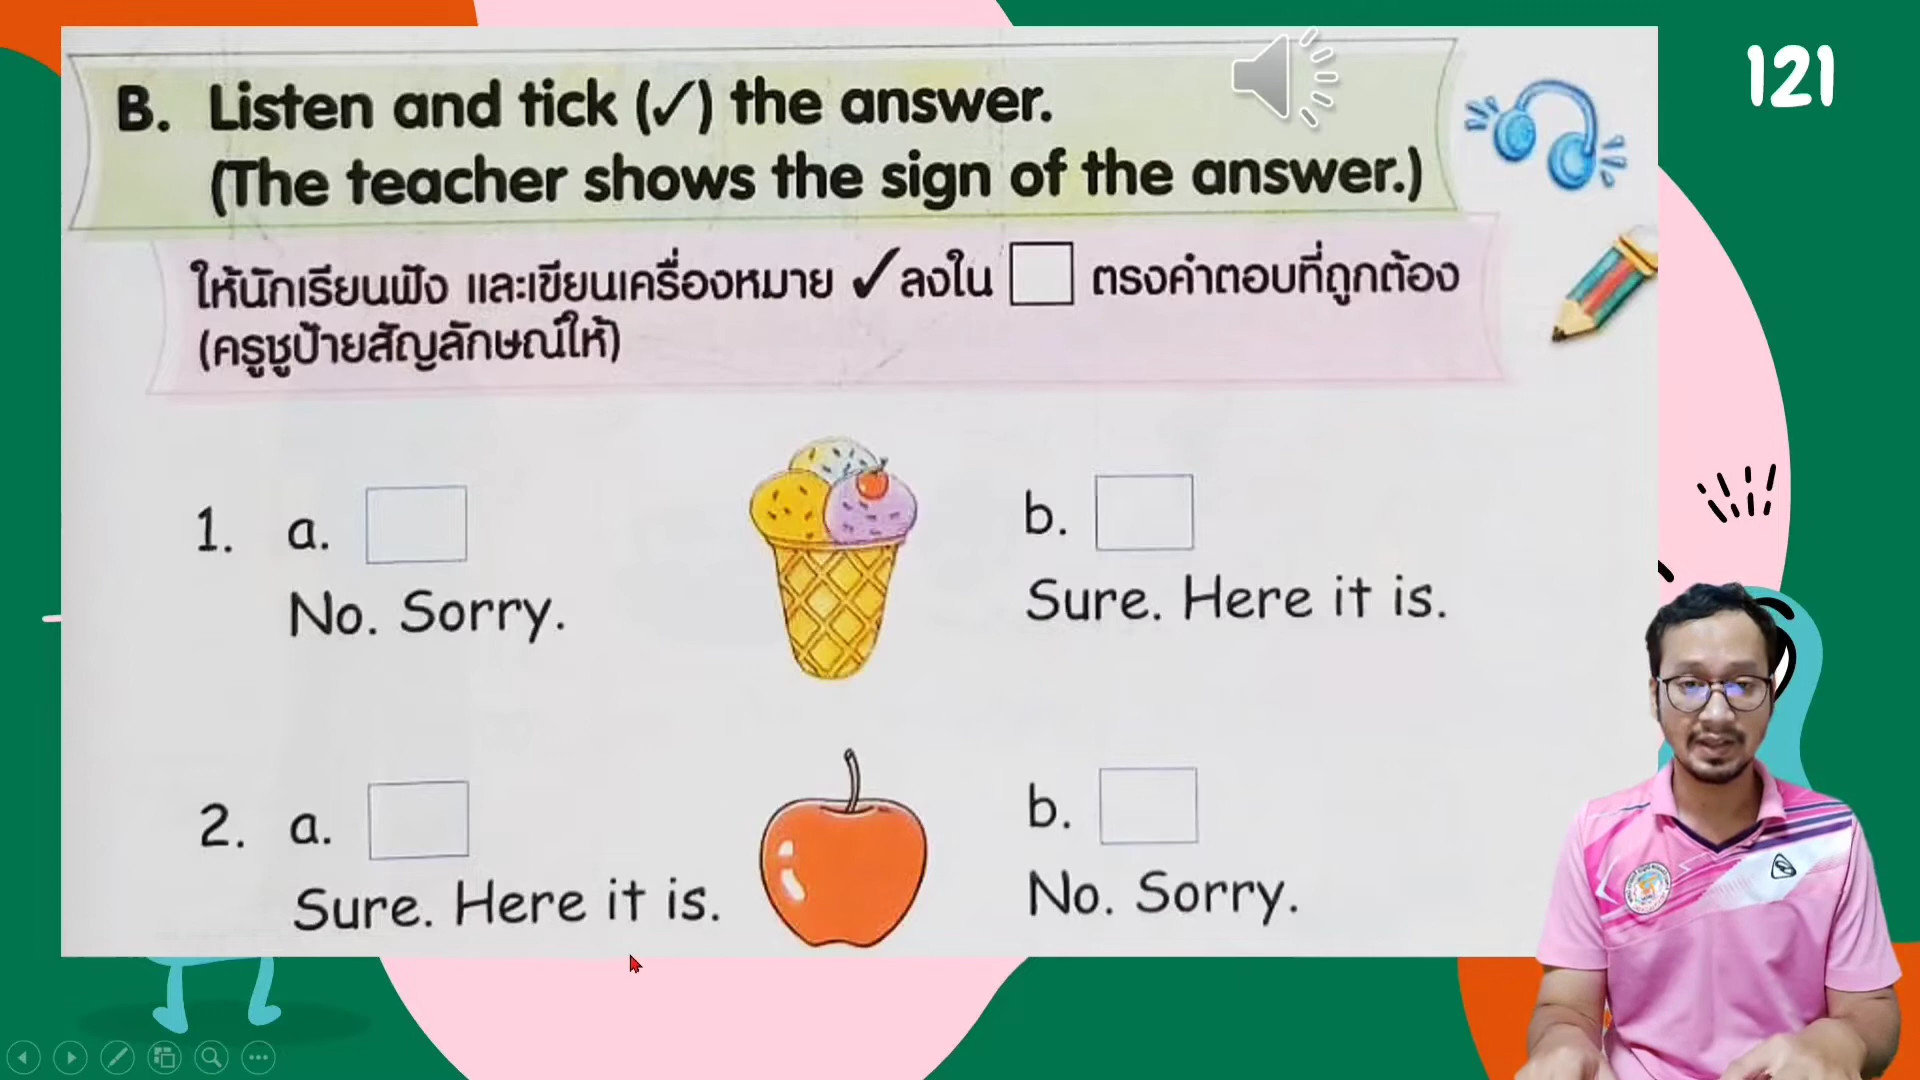 121
B. Listen and tick (✓) the answer.
(The teacher shows the sign of the answer.)
ให้นักเรียนฟัง และเขียนเครื่องหมาย ✓ ลงใน □ ตรงคำตอบที่ถูกต้อง
(ครูชูป้ายสัญลักษณ์ให้)
1. a. □ b. □
No. Sorry. Sure. Here it is.
2. a. □ b. □
Sure. Here it is. No. Sorry.